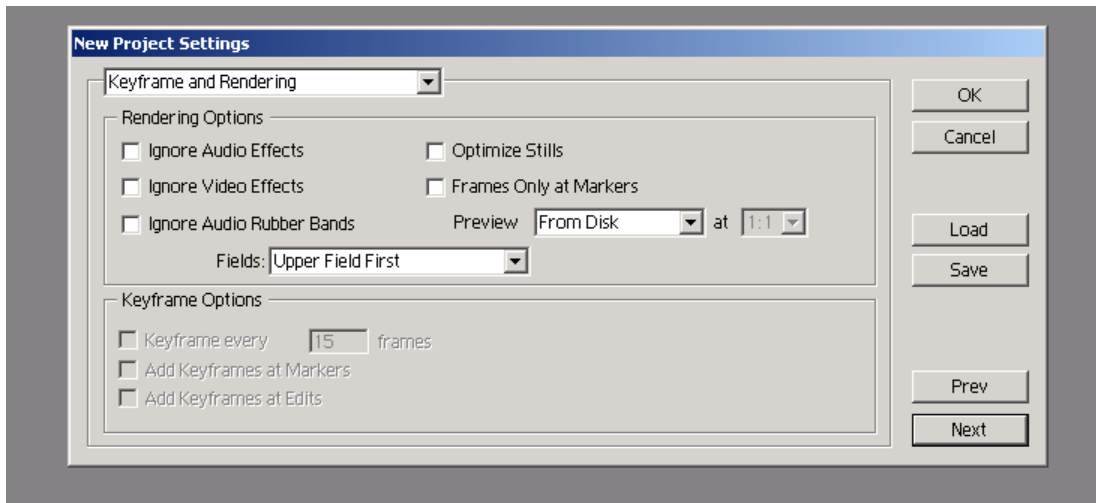 New Project Settings
Keyframe and Rendering
Rendering Options
Ignore Audio Effects
Optimize Stills
Ignore Video Effects
Frames Only at Markers
Ignore Audio Rubber Bands
Preview From Disk at 1:1
Fields: Upper Field First
Keyframe Options
Keyframe every 15 frames
Add Keyframes at Markers
Add Keyframes at Edits
OK
Cancel
Load
Save
Prev
Next